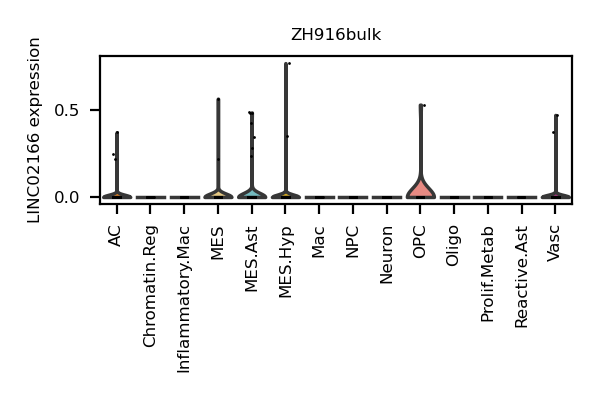 ZH916bulk
LINC02166 expression
0.5
0.0
AC
Chromatin.Reg
Inflammatory.Mac
MES
MES.Ast
MES.Hyp
Mac
NPC
Neuron
OPC
Oligo
Prolif.Metab
Reactive.Ast
Vasc